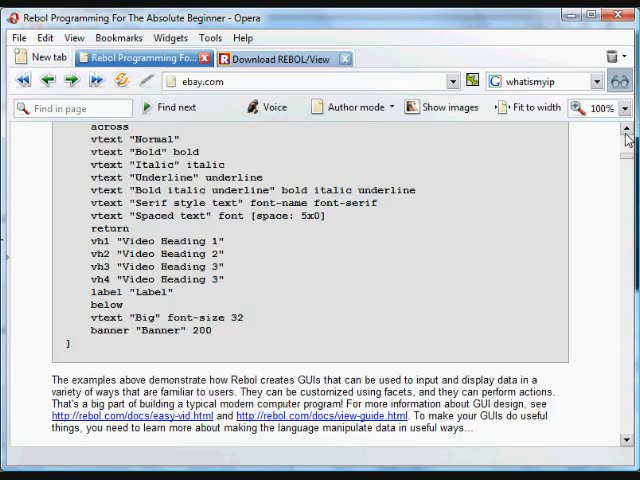 Rebol Programming For The Absolute Beginner - Opera
File Edit View Bookmarks Widgets Tools Help
New tab Rebol Programming Fo Download REBOL/View
ebay.com whatismyip
Find in page Find next Voice Author mode Show images Fit to width 100%
across
vtext "Normal"
vtext "Bold" bold
vtext "Italic" italic
vtext "Underline" underline
vtext "Bold italic underline" bold italic underline
vtext "Serif style text" font-name font-serif
vtext "Spaced text" font [space: 5x0]
return
vh1 "Video Heading 1"
vh2 "Video Heading 2"
vh3 "Video Heading 3"
vh4 "Video Heading 3"
label "Label"
below
vtext "Big" font-size 32
banner "Banner" 200
]
The examples above demonstrate how Rebol creates GUIs that can be used to input and display data in a
variety of ways that are familiar to users. They can be customized using facets, and they can perform actions.
That's a big part of building a typical modern computer program! For more information about GUI design, see
http://rebol.com/docs/easy-vid.html and http://rebol.com/docs/view-guide.html. To make your GUIs do useful
things, you need to learn more about making the language manipulate data in useful ways...